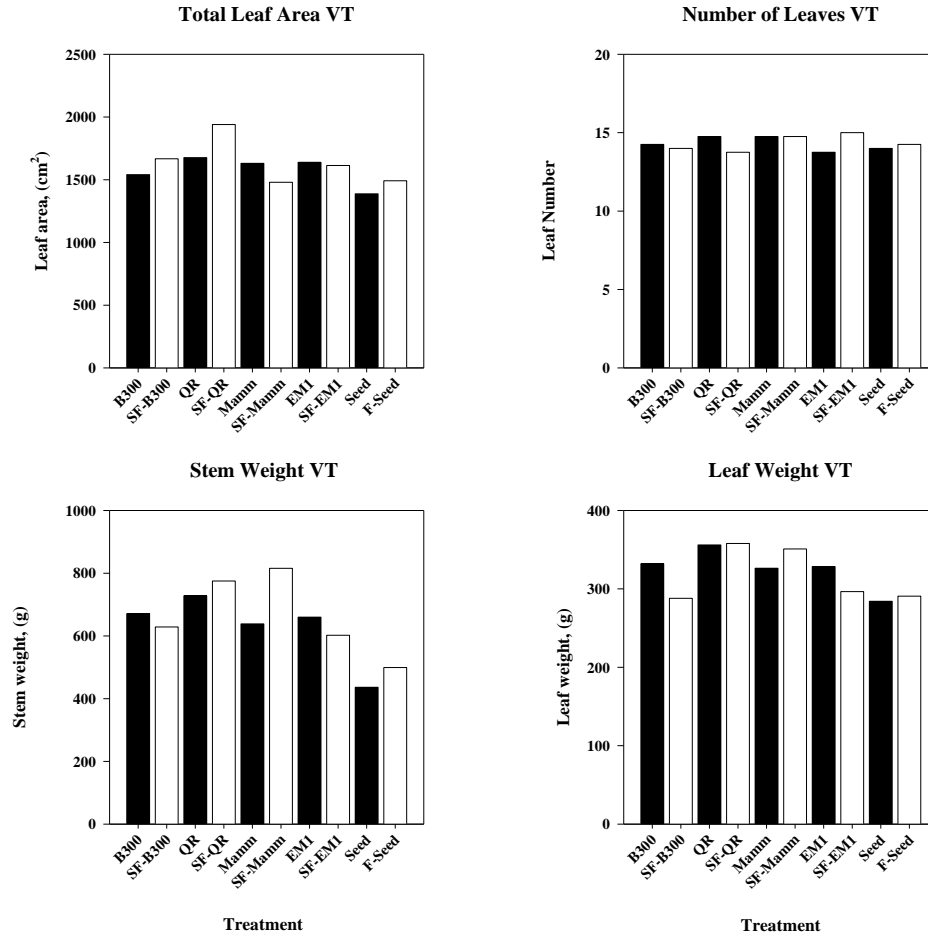 Total Leaf Area VT
Leaf area, (cm²)
2500
2000
1500
1000
500
0
B300
SF-B300
QR
SF-QR
Mamm
SF-Mamm
EM1
SF-EM1
Seed
F-Seed
Number of Leaves VT
Leaf Number
20
15
10
5
0
B300
SF-B300
QR
SF-QR
Mamm
SF-Mamm
EM1
SF-EM1
Seed
F-Seed
Stem Weight VT
Stem weight, (g)
1000
800
600
400
200
0
B300
SF-B300
QR
SF-QR
Mamm
SF-Mamm
EM1
SF-EM1
Seed
F-Seed
Treatment
Leaf Weight VT
Leaf weight, (g)
400
300
200
100
0
B300
SF-B300
QR
SF-QR
Mamm
SF-Mamm
EM1
SF-EM1
Seed
F-Seed
Treatment